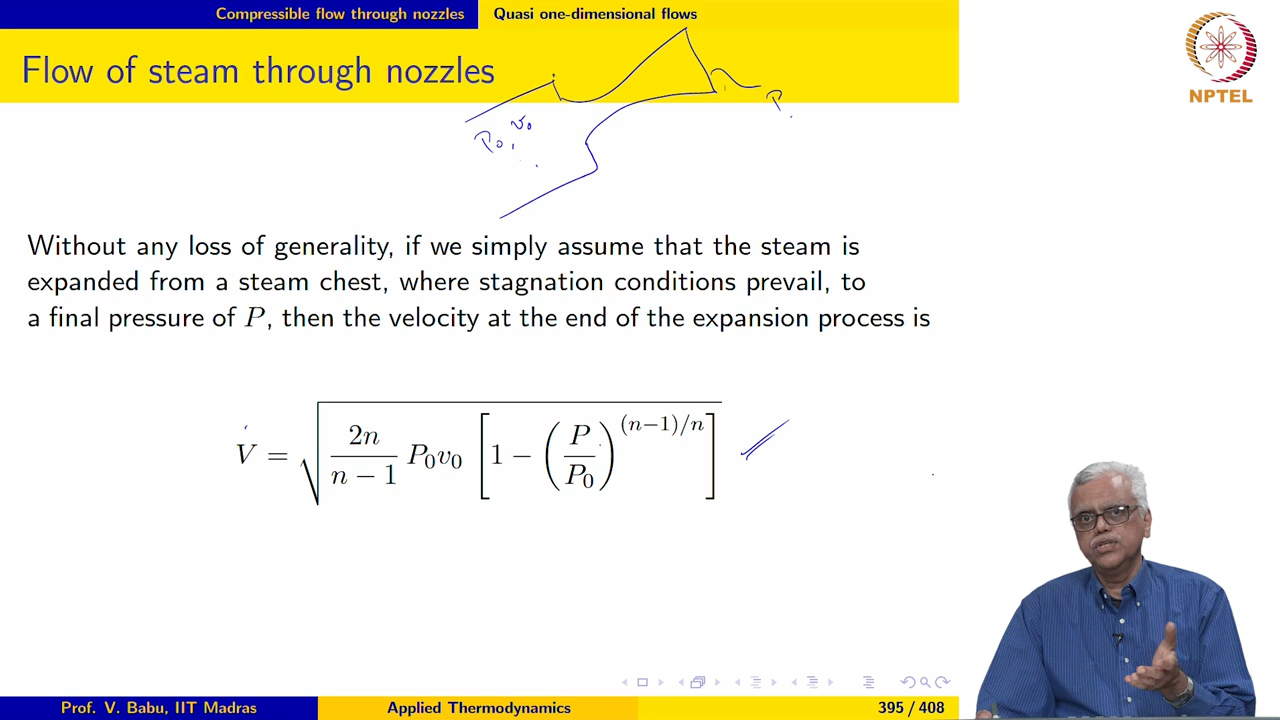 Compressible flow through nozzles Quasi one-dimensional flows
Flow of steam through nozzles
NPTEL
P
P₀, v₀
Without any loss of generality, if we simply assume that the steam is
expanded from a steam chest, where stagnation conditions prevail, to
a final pressure of P, then the velocity at the end of the expansion process is
V = √( 2n/(n − 1) P₀v₀ [ 1 − (P/P₀)^((n−1)/n) ] )
Prof. V. Babu, IIT Madras Applied Thermodynamics 395 / 408